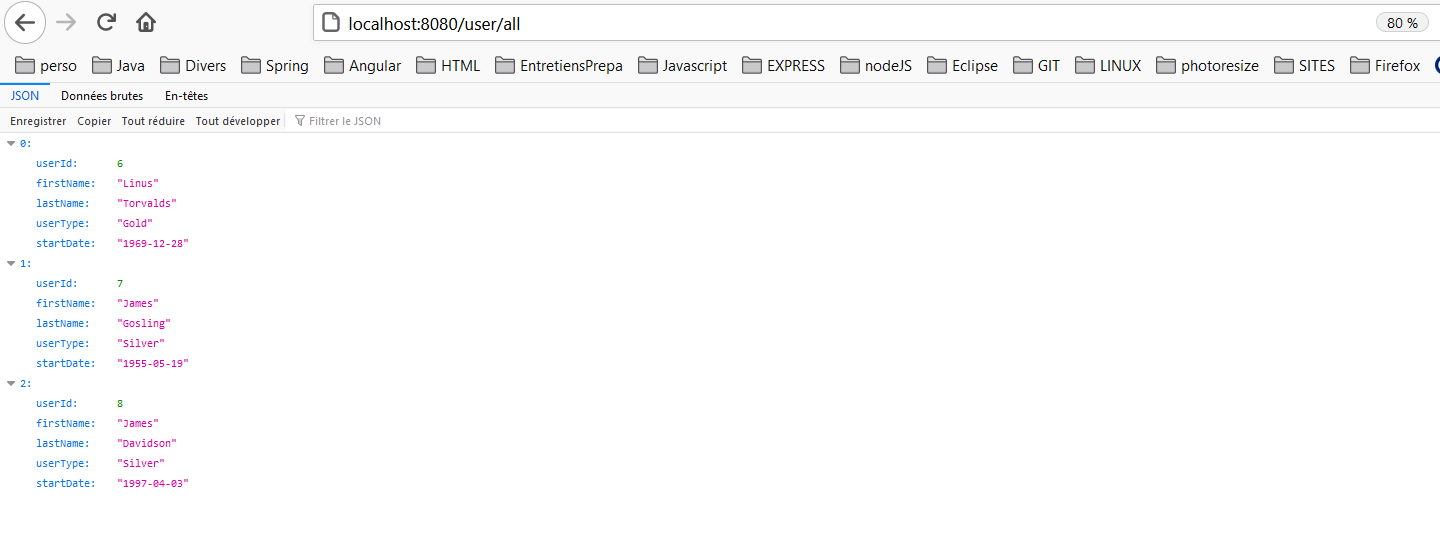 localhost:8080/user/all 80 %
perso Java Divers Spring Angular HTML EntretiensPrepa Javascript EXPRESS nodeJS Eclipse GIT LINUX photoresize SITES Firefox
JSON Données brutes En-têtes
Enregistrer Copier Tout réduire Tout développer Filtrer le JSON
0:
userId: 6
firstName: "Linus"
lastName: "Torvalds"
userType: "Gold"
startDate: "1969-12-28"
1:
userId: 7
firstName: "James"
lastName: "Gosling"
userType: "Silver"
startDate: "1955-05-19"
2:
userId: 8
firstName: "James"
lastName: "Davidson"
userType: "Silver"
startDate: "1997-04-03"